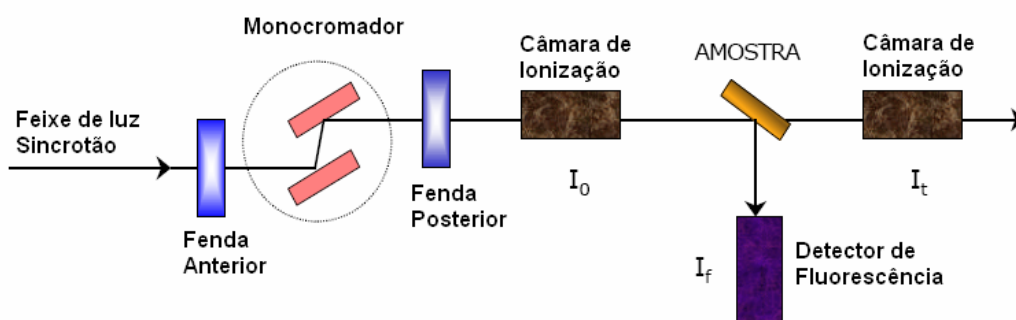 Monocromador
Câmara de
Ionização
AMOSTRA
Câmara de
Ionização
Feixe de luz
Sincrotão
I0
It
Fenda
Posterior
Fenda
Anterior
If
Detector de
Fluorescência